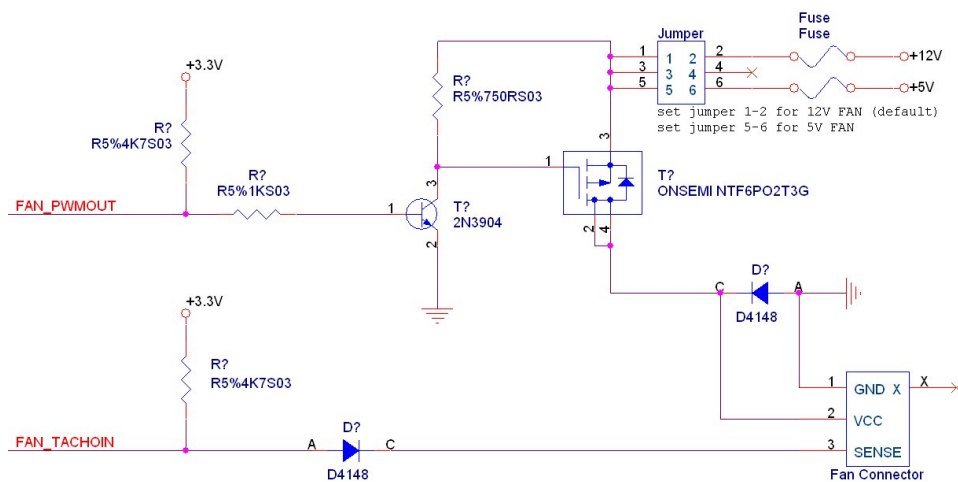 Fuse
Fuse
Jumper
+3.3V
1 1 2 2
+12V
3 3 4 4
5 5 6 6
+5V
R?
R5%750RS03
set jumper 1-2 for 12V FAN (default)
set jumper 5-6 for 5V FAN
R?
R5%4K7S03
3
R?
R5%1KS03
1
T?
ONSEMI NTF6PO2T3G
3
FAN_PWMOUT
1
T?
2N3904
2
2 4
D?
C A
D4148
+3.3V
R?
R5%4K7S03
1 GND X X
2 VCC
FAN_TACHOIN
A D? C
3 SENSE
D4148
Fan Connector